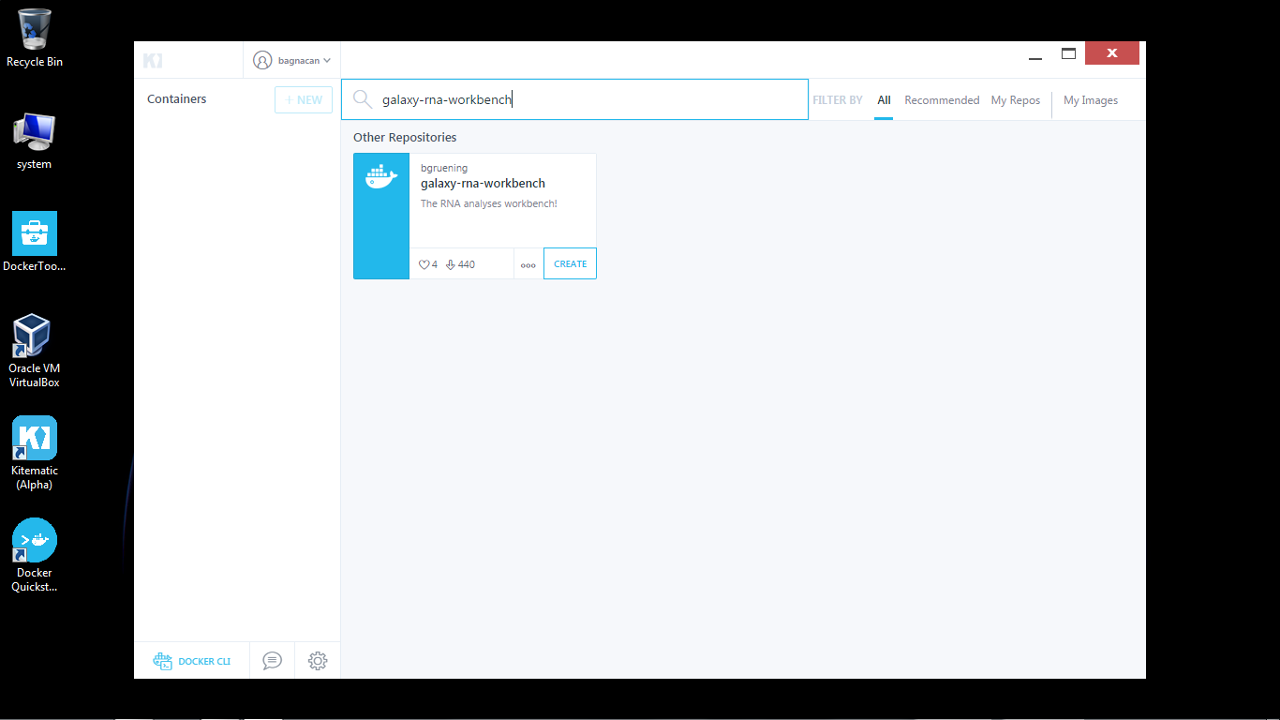 Recycle Bin
system
DockerToo...
Oracle VM
VirtualBox
Kitematic
(Alpha)
Docker
Quickst...
bagnacan
Containers
+ NEW
galaxy-rna-workbench
FILTER BY
All
Recommended
My Repos
My Images
Other Repositories
bgruening
galaxy-rna-workbench
The RNA analyses workbench!
4
440
CREATE
DOCKER CLI